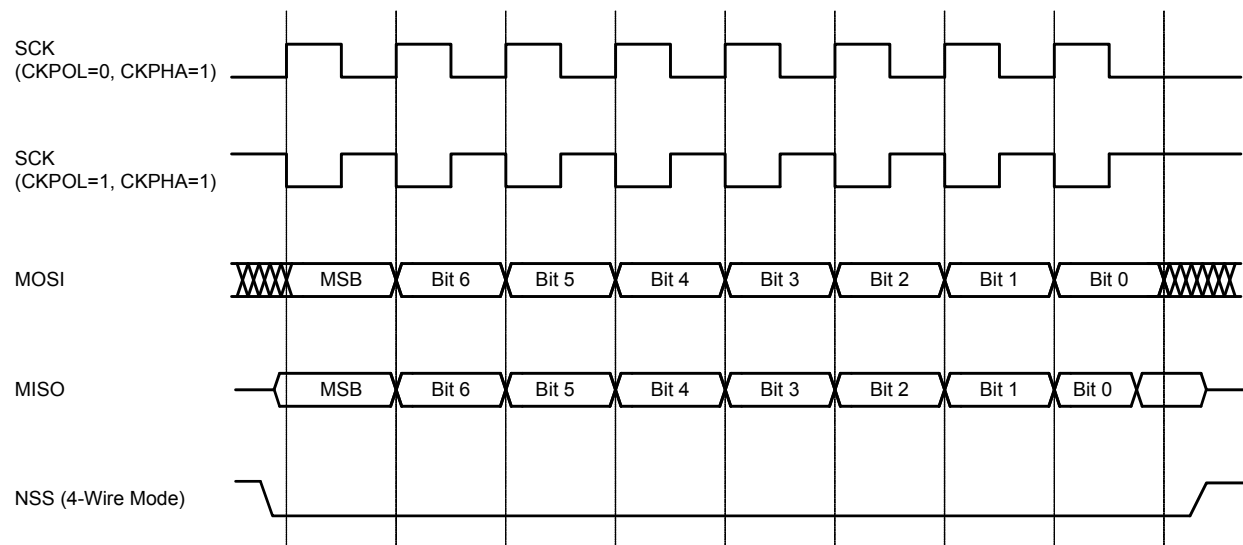 SCK
(CKPOL=0, CKPHA=1)
SCK
(CKPOL=1, CKPHA=1)
MOSI
MSB Bit 6 Bit 5 Bit 4 Bit 3 Bit 2 Bit 1 Bit 0
MISO
MSB Bit 6 Bit 5 Bit 4 Bit 3 Bit 2 Bit 1 Bit 0
NSS (4-Wire Mode)